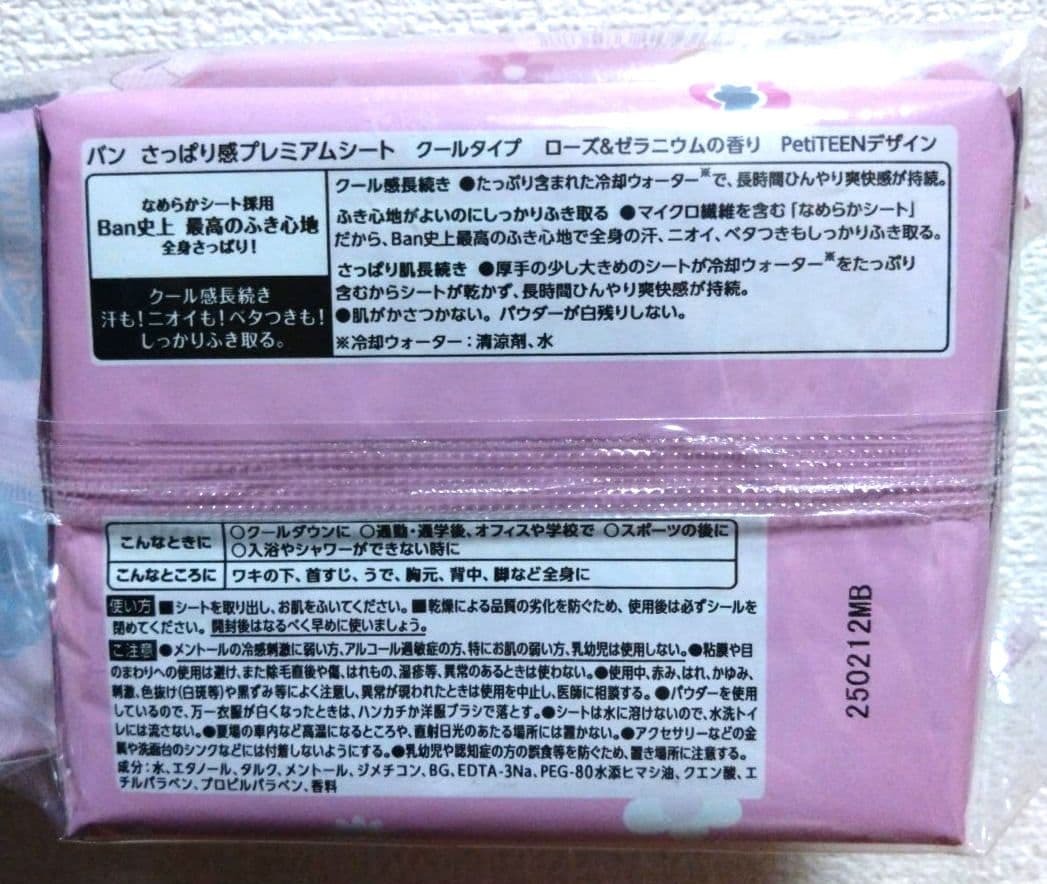 バン さっぱり感プレミアムシート クールタイプ ローズ&ゼラニウムの香り PetiTEENデザイン
なめらかシート採用
Ban史上 最高のふき心地
全身さっぱり!
クール感長続き
汗も!ニオイも!ベタつきも!
しっかりふき取る。
クール感長続き ●たっぷり含まれた冷却ウォーター※で、長時間ひんやり爽快感が持続。
ふき心地がよいのにしっかりふき取る ●マイクロ繊維を含む「なめらかシート」
だから、Ban史上最高のふき心地で全身の汗、ニオイ、ベタつきもしっかりふき取る。
さっぱり肌長続き ●厚手の少し大きめのシートが冷却ウォーター※をたっぷり
含むからシートが乾かず、長時間ひんやり爽快感が持続。
●肌がかさつかない。パウダーが白残りしない。
※冷却ウォーター:清涼剤、水
こんなときに ○クールダウンに ○通勤・通学後、オフィスや学校で ○スポーツの後に
○入浴やシャワーができない時に
こんなところに ワキの下、首すじ、うで、胸元、背中、脚など全身に
使い方 ■シートを取り出し、お肌をふいてください。■乾燥による品質の劣化を防ぐため、使用後は必ずシールを
閉めてください。開封後はなるべく早めに使いましょう。
ご注意 ●メントールの冷感刺激に弱い方、アルコール過敏症の方、特にお肌の弱い方、乳幼児は使用しない。●粘膜や目
のまわりへの使用は避け、また除毛直後や傷、はれもの、湿疹等、異常のあるときは使わない。●使用中、赤み、はれ、かゆみ、
刺激、色抜け(白斑等)や黒ずみ等によく注意し、異常が現われたときは使用を中止し、医師に相談する。●パウダーを使用
しているので、万一衣服が白くなったときは、ハンカチか洋服ブラシで落とす。●シートは水に溶けないので、水洗トイ
レには流さない。●夏場の車内など高温になるところや、直射日光のあたる場所には置かない。●アクセサリーなどの金
属や洗面台のシンクなどには付着しないようにする。●乳幼児や認知症の方の誤食等を防ぐため、置き場所に注意する。
成分:水、エタノール、タルク、メントール、ジメチコン、BG、EDTA-3Na、PEG-80水添ヒマシ油、クエン酸、エ
チルパラベン、プロピルパラベン、香料
250212MB